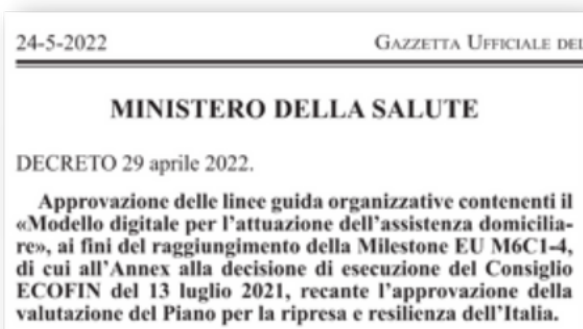 24-5-2022 GAZZETTA UFFICIALE DEL
MINISTERO DELLA SALUTE
DECRETO 29 aprile 2022.
Approvazione delle linee guida organizzative contenenti il
«Modello digitale per l'attuazione dell'assistenza domicilia-
re», ai fini del raggiungimento della Milestone EU M6C1-4,
di cui all'Annex alla decisione di esecuzione del Consiglio
ECOFIN del 13 luglio 2021, recante l'approvazione della
valutazione del Piano per la ripresa e resilienza dell'Italia.